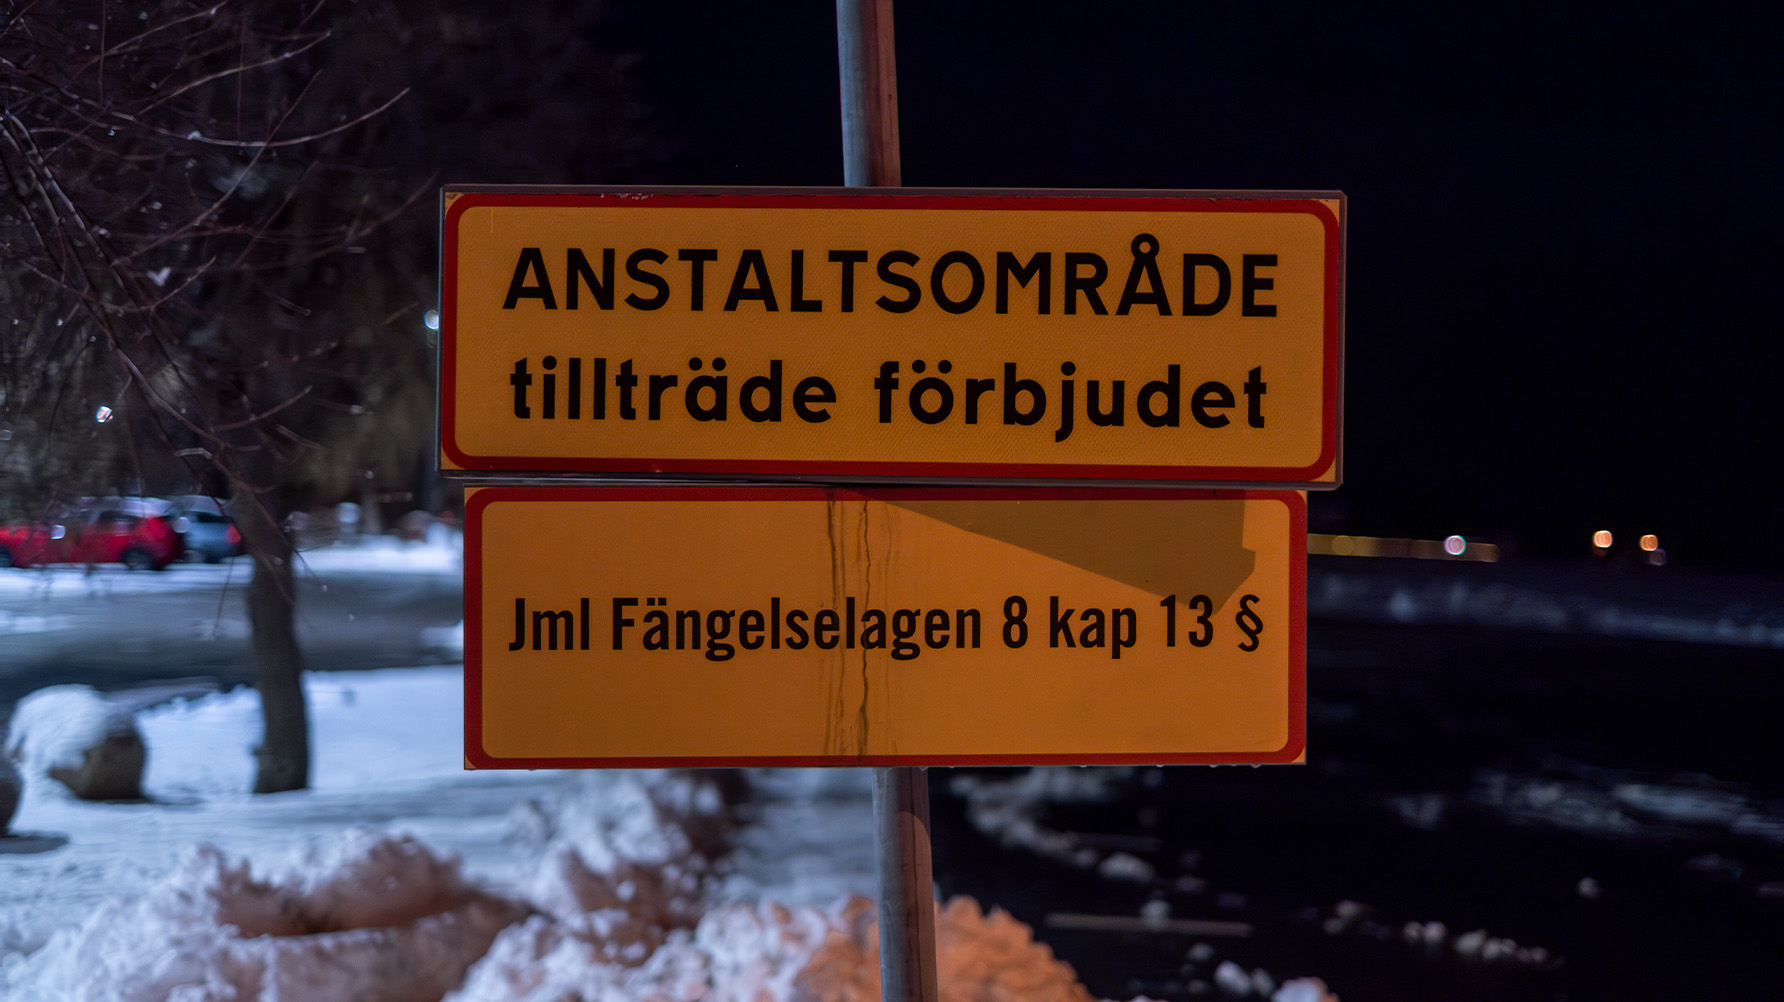 ANSTALTSOMRÅDE
tillträde förbjudet
Jml Fängelselagen 8 kap 13 §